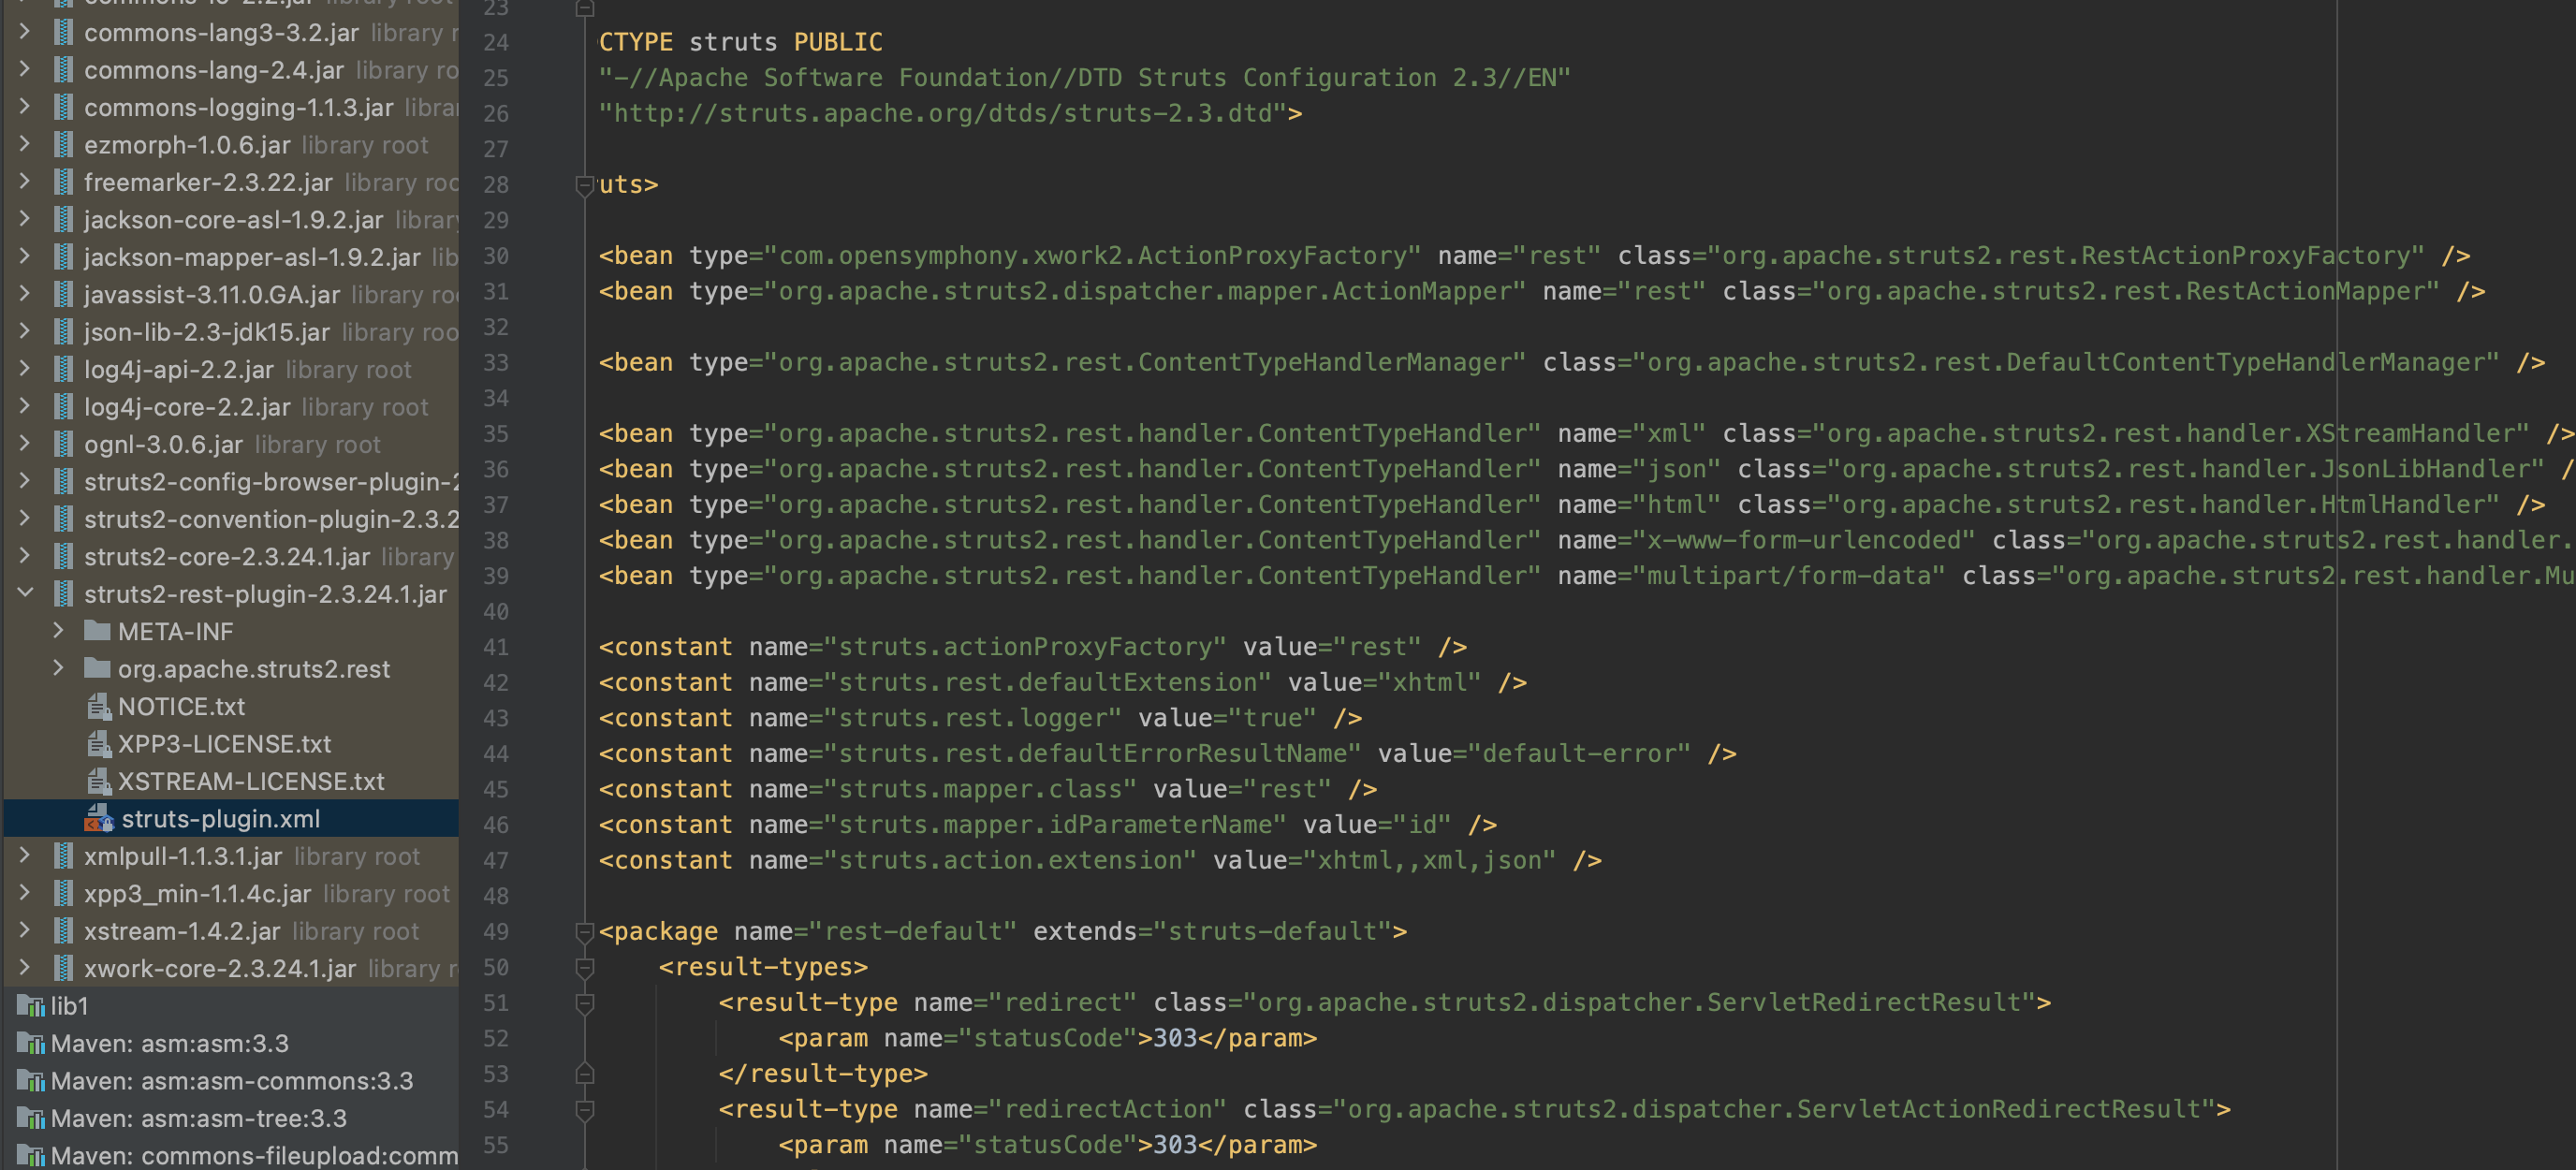 commons-lang3-3.2.jar library r
commons-lang-2.4.jar library ro
commons-logging-1.1.3.jar librar
ezmorph-1.0.6.jar library root
freemarker-2.3.22.jar library roo
jackson-core-asl-1.9.2.jar library
jackson-mapper-asl-1.9.2.jar lib
javassist-3.11.0.GA.jar library roo
json-lib-2.3-jdk15.jar library roo
log4j-api-2.2.jar library root
log4j-core-2.2.jar library root
ognl-3.0.6.jar library root
struts2-config-browser-plugin-2
struts2-convention-plugin-2.3.2
struts2-core-2.3.24.1.jar library
struts2-rest-plugin-2.3.24.1.jar
META-INF
org.apache.struts2.rest
NOTICE.txt
XPP3-LICENSE.txt
XSTREAM-LICENSE.txt
struts-plugin.xml
xmlpull-1.1.3.1.jar library root
xpp3_min-1.1.4c.jar library root
xstream-1.4.2.jar library root
xwork-core-2.3.24.1.jar library r
lib1
Maven: asm:asm:3.3
Maven: asm:asm-commons:3.3
Maven: asm:asm-tree:3.3
Maven: commons-fileupload:comm
23
24 CTYPE struts PUBLIC
25 "-//Apache Software Foundation//DTD Struts Configuration 2.3//EN"
26 "http://struts.apache.org/dtds/struts-2.3.dtd">
27
28 uts>
29
30 <bean type="com.opensymphony.xwork2.ActionProxyFactory" name="rest" class="org.apache.struts2.rest.RestActionProxyFactory" />
31 <bean type="org.apache.struts2.dispatcher.mapper.ActionMapper" name="rest" class="org.apache.struts2.rest.RestActionMapper" />
32
33 <bean type="org.apache.struts2.rest.ContentTypeHandlerManager" class="org.apache.struts2.rest.DefaultContentTypeHandlerManager" />
34
35 <bean type="org.apache.struts2.rest.handler.ContentTypeHandler" name="xml" class="org.apache.struts2.rest.handler.XStreamHandler" />
36 <bean type="org.apache.struts2.rest.handler.ContentTypeHandler" name="json" class="org.apache.struts2.rest.handler.JsonLibHandler" /
37 <bean type="org.apache.struts2.rest.handler.ContentTypeHandler" name="html" class="org.apache.struts2.rest.handler.HtmlHandler" />
38 <bean type="org.apache.struts2.rest.handler.ContentTypeHandler" name="x-www-form-urlencoded" class="org.apache.struts2.rest.handler.
39 <bean type="org.apache.struts2.rest.handler.ContentTypeHandler" name="multipart/form-data" class="org.apache.struts2.rest.handler.Mu
40
41 <constant name="struts.actionProxyFactory" value="rest" />
42 <constant name="struts.rest.defaultExtension" value="xhtml" />
43 <constant name="struts.rest.logger" value="true" />
44 <constant name="struts.rest.defaultErrorResultName" value="default-error" />
45 <constant name="struts.mapper.class" value="rest" />
46 <constant name="struts.mapper.idParameterName" value="id" />
47 <constant name="struts.action.extension" value="xhtml,,xml,json" />
48
49 <package name="rest-default" extends="struts-default">
50 <result-types>
51 <result-type name="redirect" class="org.apache.struts2.dispatcher.ServletRedirectResult">
52 <param name="statusCode">303</param>
53 </result-type>
54 <result-type name="redirectAction" class="org.apache.struts2.dispatcher.ServletActionRedirectResult">
55 <param name="statusCode">303</param>